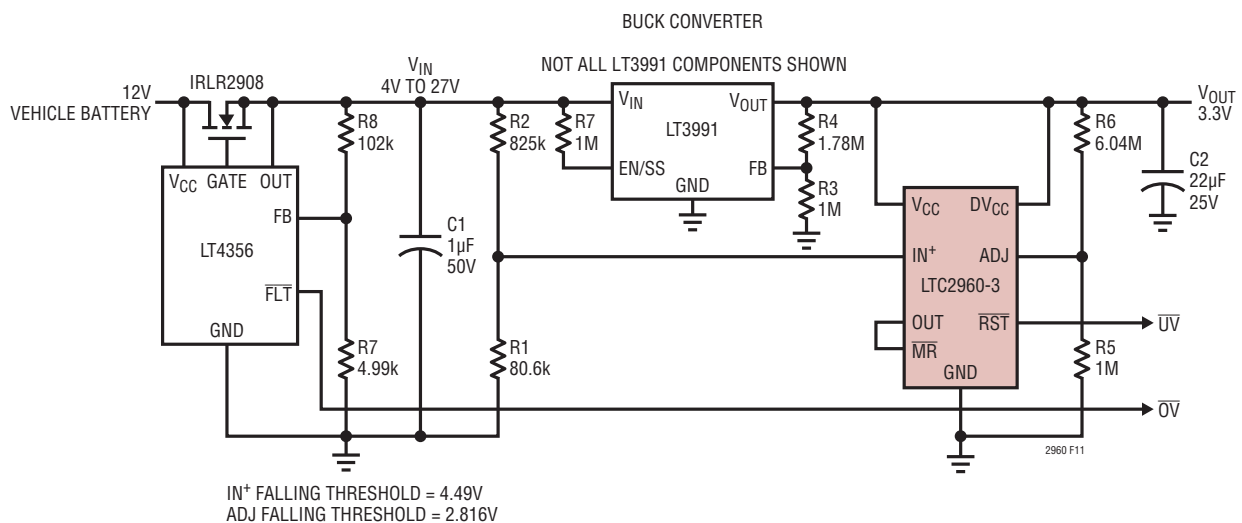 BUCK CONVERTER
NOT ALL LT3991 COMPONENTS SHOWN
12V
VEHICLE BATTERY
IRLR2908
VIN
4V TO 27V
VCC
GATE
OUT
FB
LT4356
FLT
GND
R8
102k
R7
4.99k
C1
1µF
50V
R2
825k
R1
80.6k
R7
1M
VIN
VOUT
LT3991
EN/SS
FB
GND
R4
1.78M
R3
1M
VCC
DVCC
IN+
ADJ
LTC2960-3
OUT
RST
MR
GND
R6
6.04M
R5
1M
C2
22µF
25V
VOUT
3.3V
UV
OV
2960 F11
IN+ FALLING THRESHOLD = 4.49V
ADJ FALLING THRESHOLD = 2.816V